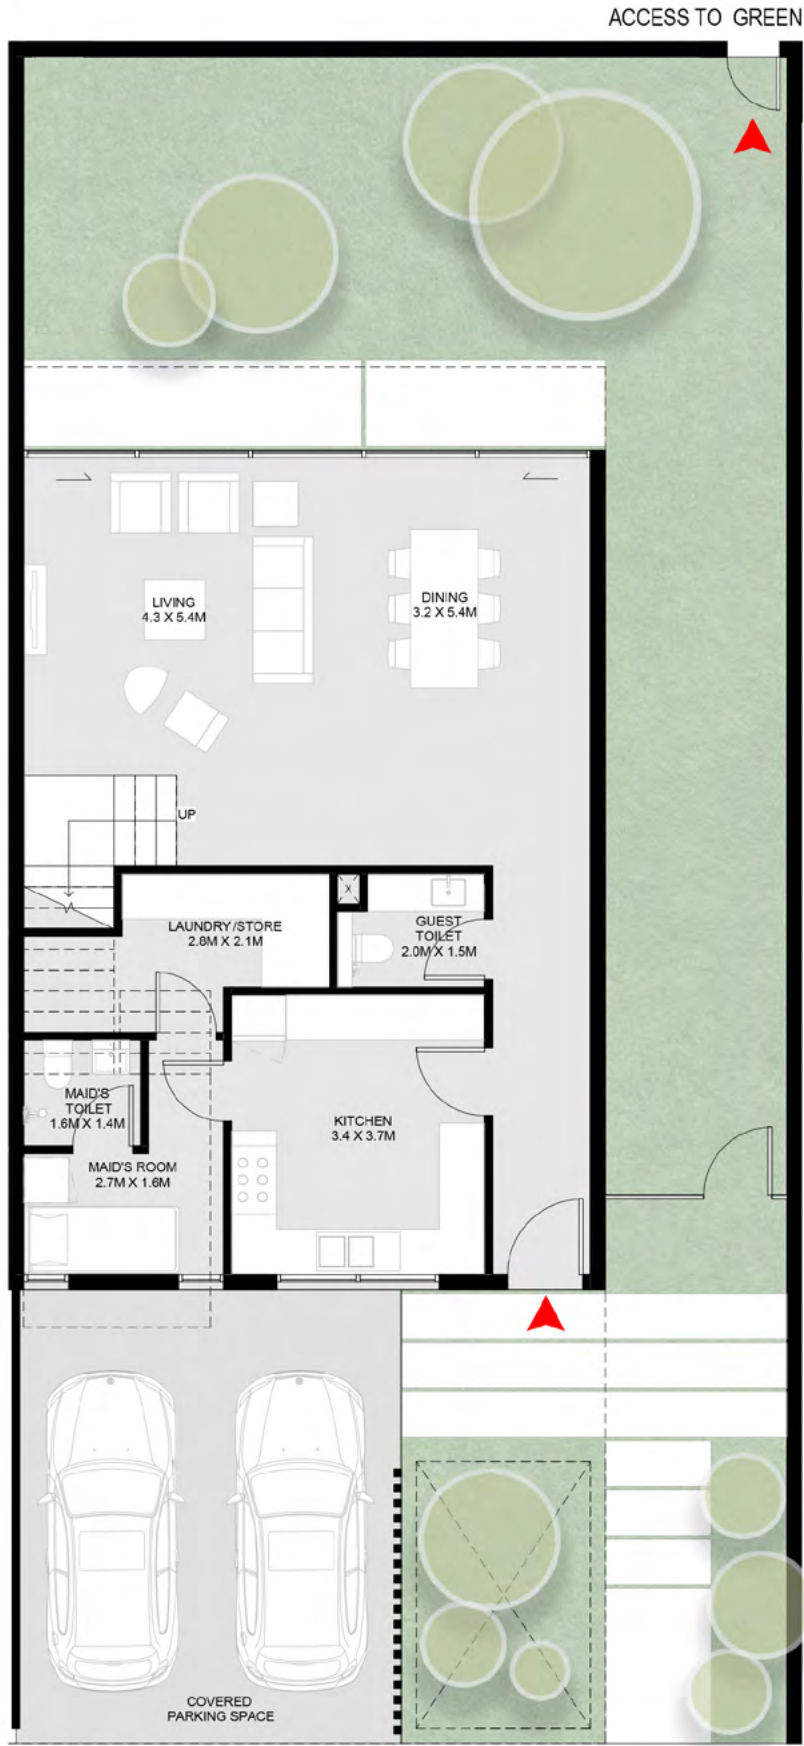 ACCESS TO GREEN
LIVING
4.3 X 5.4M
DINING
3.2 X 5.4M
UP
X
LAUNDRY/STORE
2.8M X 2.1M
GUEST
TOILET
2.0M X 1.5M
MAID'S
TOILET
1.6M X 1.4M
KITCHEN
3.4 X 3.7M
MAID'S ROOM
2.7M X 1.6M
COVERED
PARKING SPACE